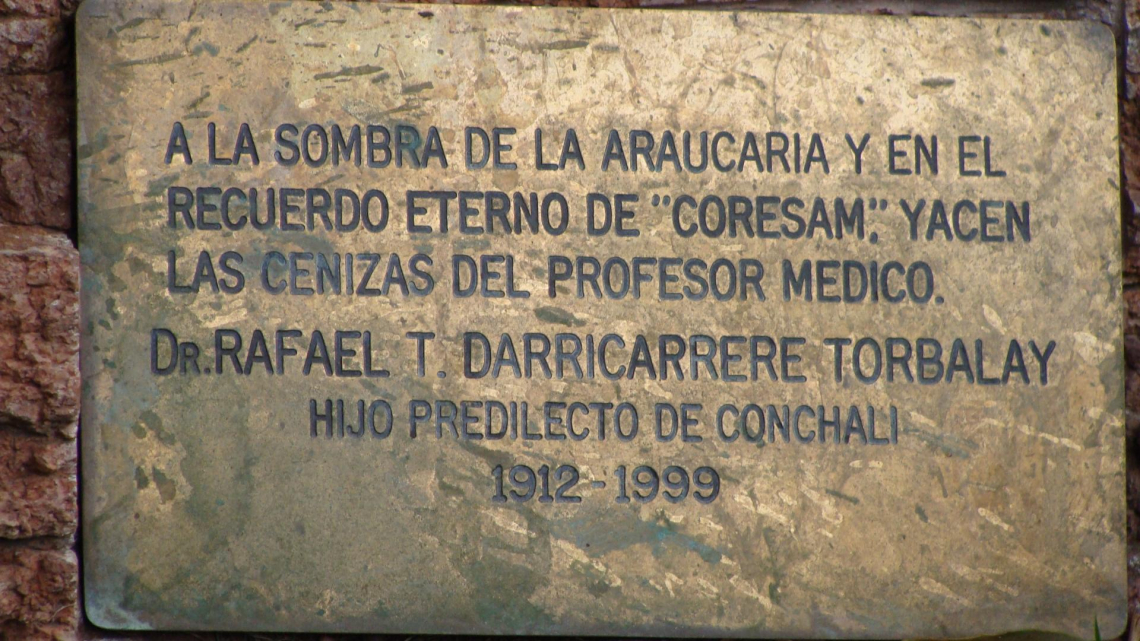 A LA SOMBRA DE LA ARAUCARIA Y EN EL
RECUERDO ETERNO DE "CORESAM", YACEN
LAS CENIZAS DEL PROFESOR MEDICO.
DR. RAFAEL T. DARRICARRERE TORBALAY
HIJO PREDILECTO DE CONCHALI
1912 - 1999